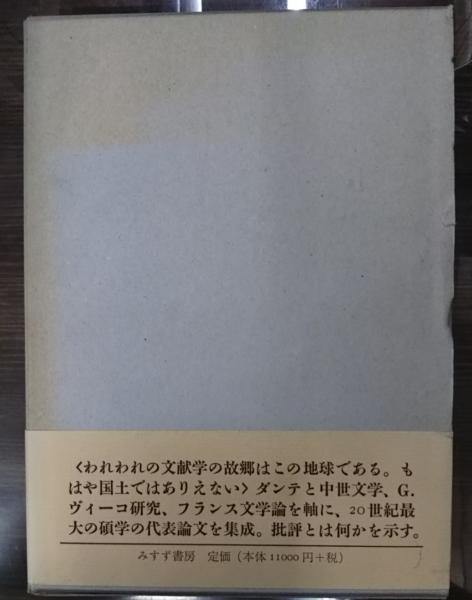 〈われわれの文献学の故郷はこの地球である。も
はや国土ではありえない〉ダンテと中世文学、G.
ヴィーコ研究、フランス文学論を軸に、20世紀最
大の碩学の代表論文を集成。批評とは何かを示す。
みすず書房 定価（本体11000円＋税）